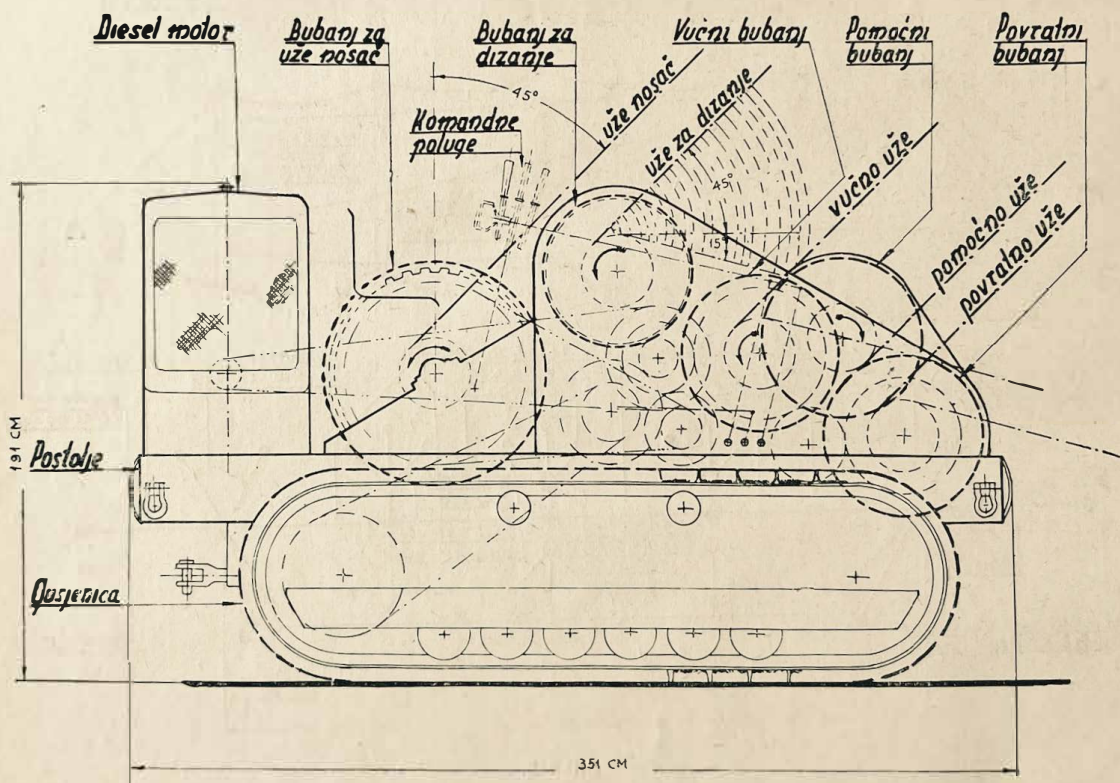 Diesel motor
Bubanj za
uže nosač
Bubanj za
dizanje
Vučni bubanj
Pomoćni
bubanj
Povratni
bubanj
45°
Komandne
poluge
uže nosač
uže za dizanje
45°
15°
vučno uže
pomoćno uže
povratno uže
191 CM
Postolje
Gusjenica
351 CM